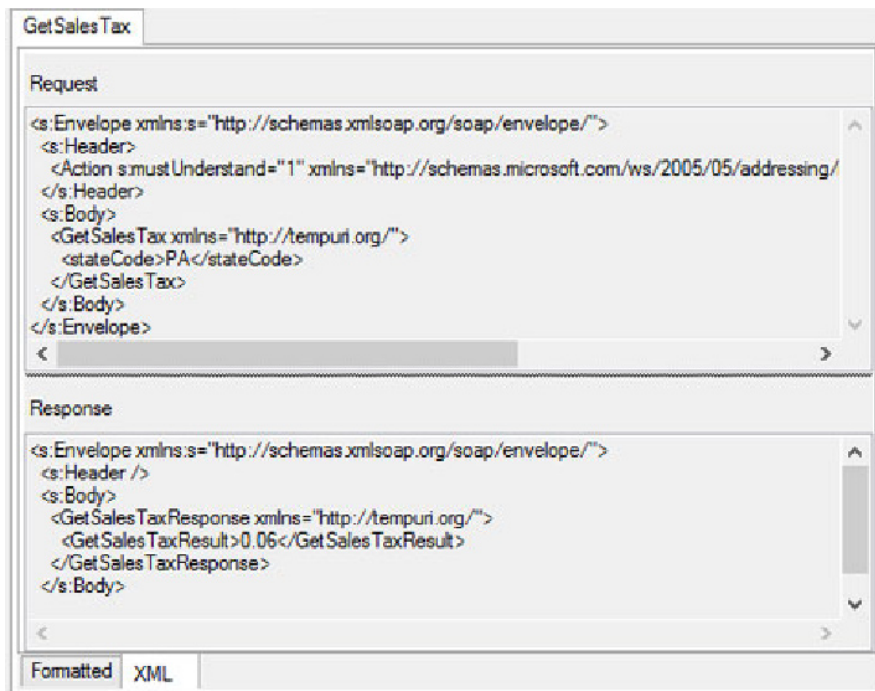 GetSalesTax
Request
<s:Envelope xmlns:s="http://schemas.xmlsoap.org/soap/envelope/">
<s:Header>
<Action s:mustUnderstand="1" xmlns="http://schemas.microsoft.com/ws/2005/05/addressing/
</s:Header>
<s:Body>
<GetSalesTax xmlns="http://tempuri.org/">
<stateCode>PA</stateCode>
</GetSalesTax>
</s:Body>
</s:Envelope>
Response
<s:Envelope xmlns:s="http://schemas.xmlsoap.org/soap/envelope/">
<s:Header />
<s:Body>
<GetSalesTaxResponse xmlns="http://tempuri.org/">
<GetSalesTaxResult>0.06</GetSalesTaxResult>
</GetSalesTaxResponse>
</s:Body>
Formatted XML